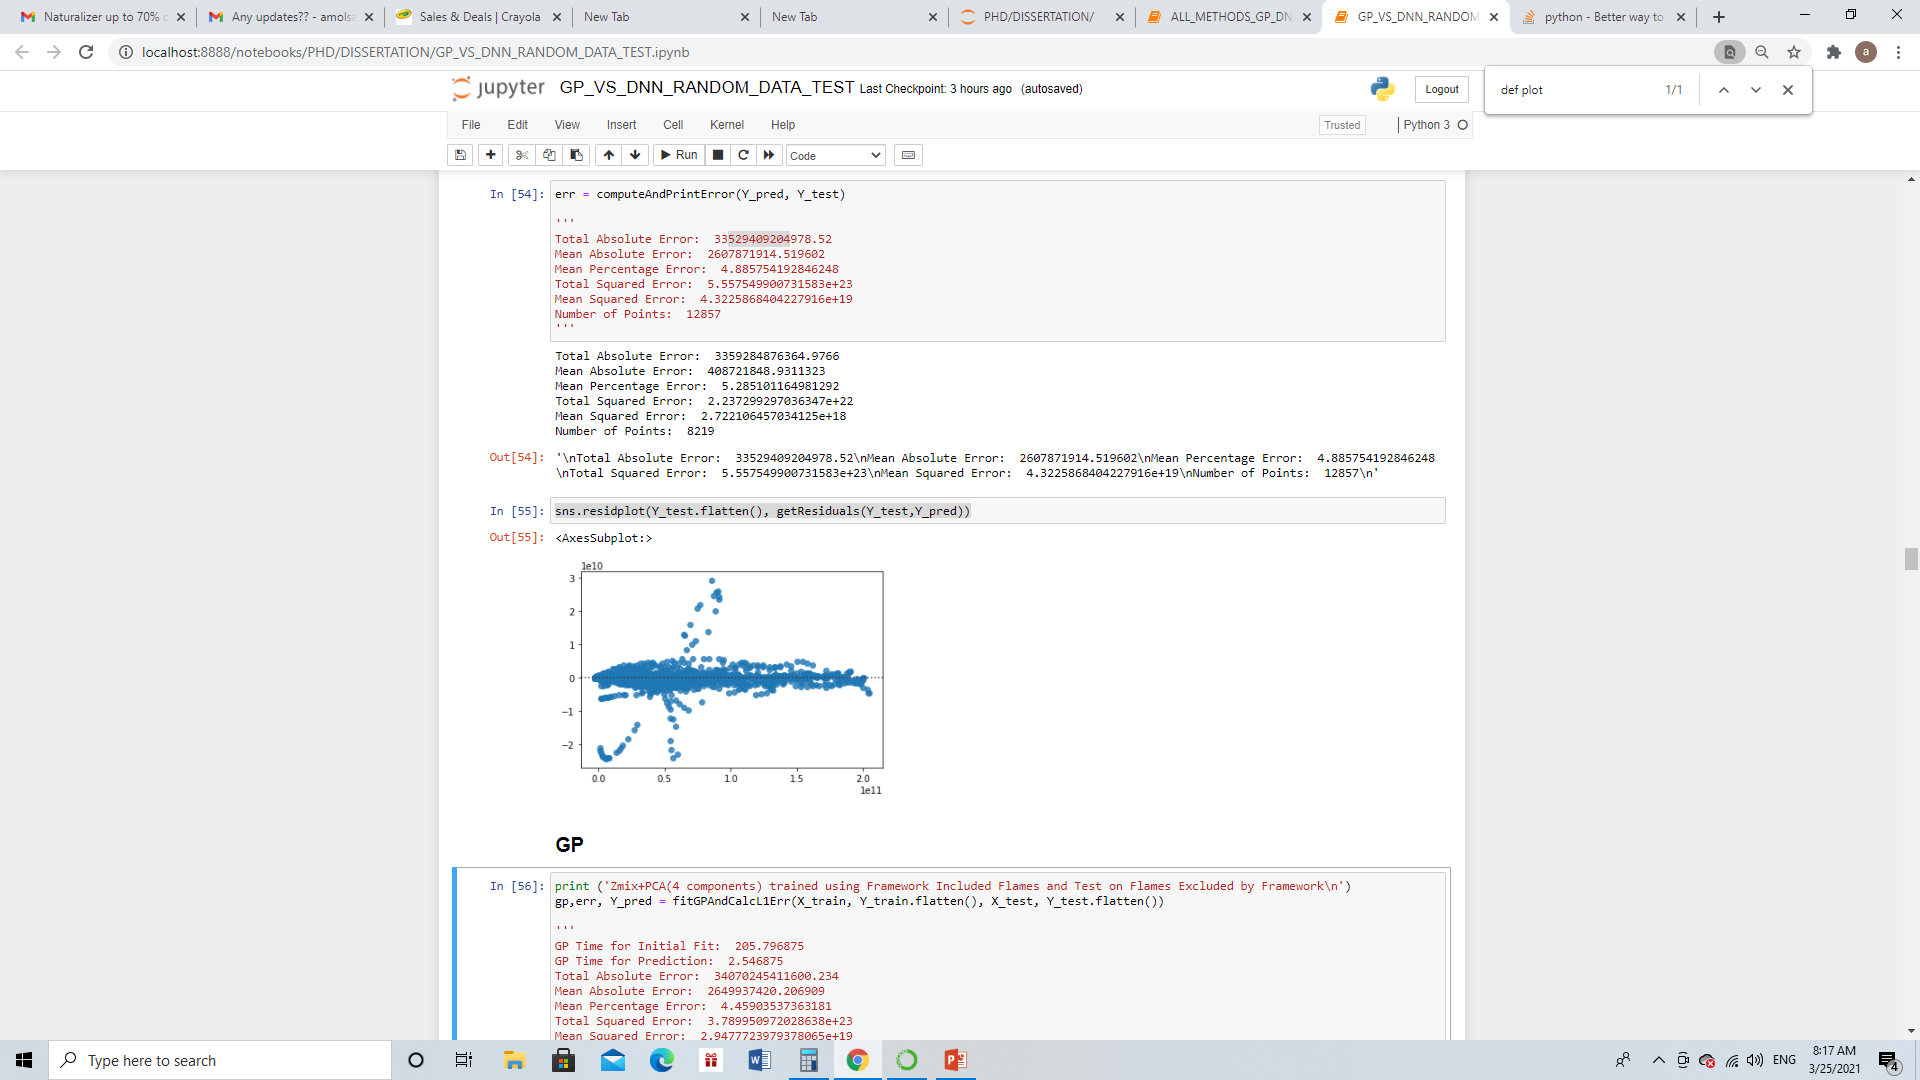 Naturalizer up to 70%
Any updates?? - amols
Sales & Deals | Crayola
New Tab
New Tab
PHD/DISSERTATION/
ALL_METHODS_GP_DN
GP_VS_DNN_RANDOM
python - Better way to
localhost:8888/notebooks/PHD/DISSERTATION/GP_VS_DNN_RANDOM_DATA_TEST.ipynb
a
def plot 1/1
jupyter GP_VS_DNN_RANDOM_DATA_TEST Last Checkpoint: 3 hours ago (autosaved)
Logout
File Edit View Insert Cell Kernel Help
Trusted Python 3
Run Code
In [54]: err = computeAndPrintError(Y_pred, Y_test)
'''
Total Absolute Error:  33529409204978.52
Mean Absolute Error:  2607871914.519602
Mean Percentage Error:  4.885754192846248
Total Squared Error:  5.557549900731583e+23
Mean Squared Error:  4.3225868404227916e+19
Number of Points:  12857
'''
Total Absolute Error:  3359284876364.9766
Mean Absolute Error:  408721848.9311323
Mean Percentage Error:  5.285101164981292
Total Squared Error:  2.237299297036347e+22
Mean Squared Error:  2.722106457034125e+18
Number of Points:  8219
Out[54]: '\nTotal Absolute Error:  33529409204978.52\nMean Absolute Error:  2607871914.519602\nMean Percentage Error:  4.885754192846248
\nTotal Squared Error:  5.557549900731583e+23\nMean Squared Error:  4.3225868404227916e+19\nNumber of Points:  12857\n'
In [55]: sns.residplot(Y_test.flatten(), getResiduals(Y_test,Y_pred))
Out[55]: <AxesSubplot:>
1e10
3
2
1
0
−1
−2
0.0 0.5 1.0 1.5 2.0
1e11
GP
In [56]: print ('Zmix+PCA(4 components) trained using Framework Included Flames and Test on Flames Excluded by Framework\n')
gp,err, Y_pred = fitGPAndCalcL1Err(X_train, Y_train.flatten(), X_test, Y_test.flatten())
'''
GP Time for Initial Fit:  205.796875
GP Time for Prediction:  2.546875
Total Absolute Error:  34070245411600.234
Mean Absolute Error:  2649937420.206909
Mean Percentage Error:  4.45903537363181
Total Squared Error:  3.789950972028638e+23
Mean Squared Error:  2.9477723979378065e+19
Type here to search
ENG
8:17 AM
3/25/2021
4